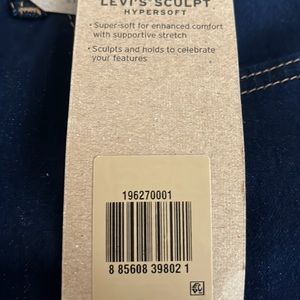 LEVI'S® SCULPT
HYPERSOFT
• Super-soft for enhanced comfort
with supportive stretch
• Sculpts and holds to celebrate
your features
196270001
8 85608 39802 1